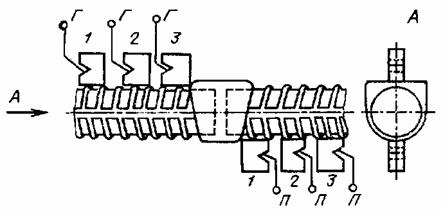 Г Г Г А
1 2 3
А
1 2 3
П П П